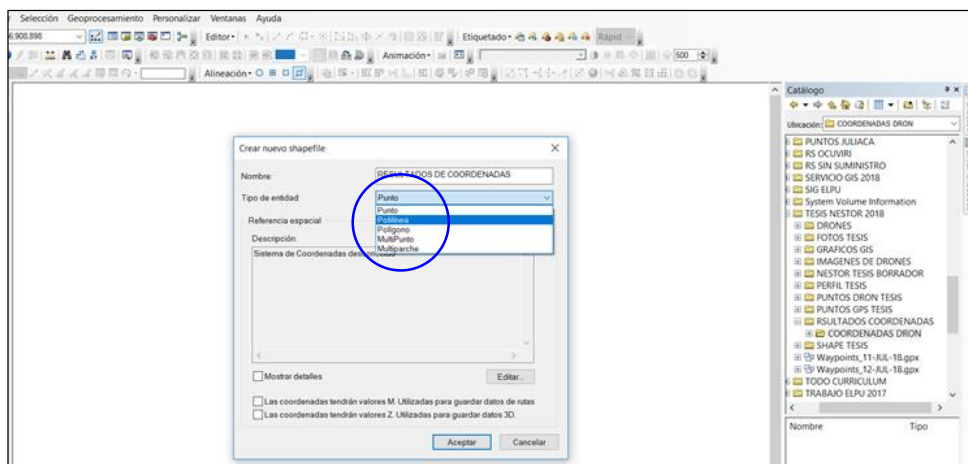 Selección Geoprocesamiento Personalizar Ventanas Ayuda
6.908.898
Editor
Etiquetado
Rápid
Animación
500
Alineación
Catálogo
Ubicación: COORDENADAS DRON
PUNTOS JULIACA
RS OCUVIRI
RS SIN SUMINISTRO
SERVICIO GIS 2018
SIG ELPU
System Volume Information
TESIS NESTOR 2018
DRONES
FOTOS TESIS
GRAFICOS GIS
IMAGENES DE DRONES
NESTOR TESIS BORRADOR
PERFIL TESIS
PUNTOS DRON TESIS
PUNTOS GPS TESIS
RSULTADOS COORDENADAS
COORDENADAS DRON
SHAPE TESIS
Waypoints_11-JUL-18.gpx
Waypoints_12-JUL-18.gpx
TODO CURRICULUM
TRABAJO ELPU 2017
Nombre Tipo
Crear nuevo shapefile
Nombre: RESULTADOS DE COORDENADAS
Tipo de entidad: Punto
Punto
Polilínea
Polígono
MultiPunto
Multiparche
Referencia espacial
Descripción:
Sistema de Coordenadas
Mostrar detalles
Editar...
Las coordenadas tendrán valores M. Utilizadas para guardar datos de rutas
Las coordenadas tendrán valores Z. Utilizadas para guardar datos 3D.
Aceptar Cancelar